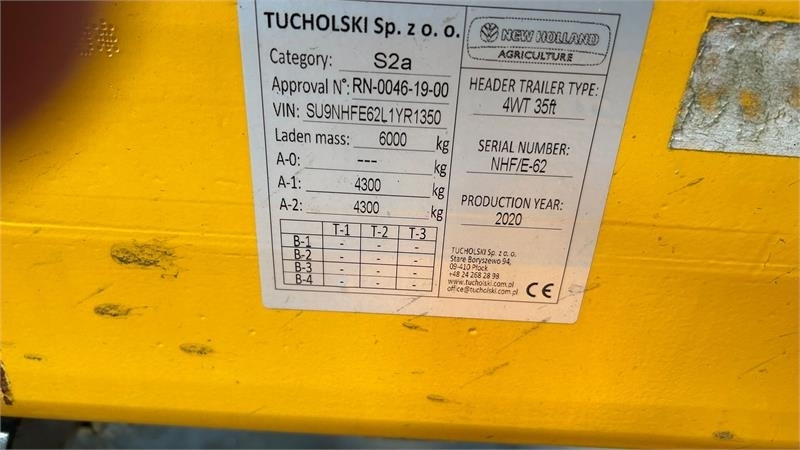 TUCHOLSKI Sp. z o. o.
Category: S2a
Approval N°: RN-0046-19-00
VIN: SU9NHFE62L1YR1350
Laden mass: 6000 kg
A-0: --- kg
A-1: 4300 kg
A-2: 4300 kg
T-1 T-2 T-3
B-1 - - -
B-2 - - -
B-3 - - -
B-4 - - -
NEW HOLLAND
AGRICULTURE
HEADER TRAILER TYPE:
4WT 35ft
SERIAL NUMBER:
NHF/E-62
PRODUCTION YEAR:
2020
TUCHOLSKI Sp. z o. o.
Stare Boryszewo 94,
09-410 Płock
+48 24 268 28 98
www.tucholski.com.pl
office@tucholski.com.pl
CE